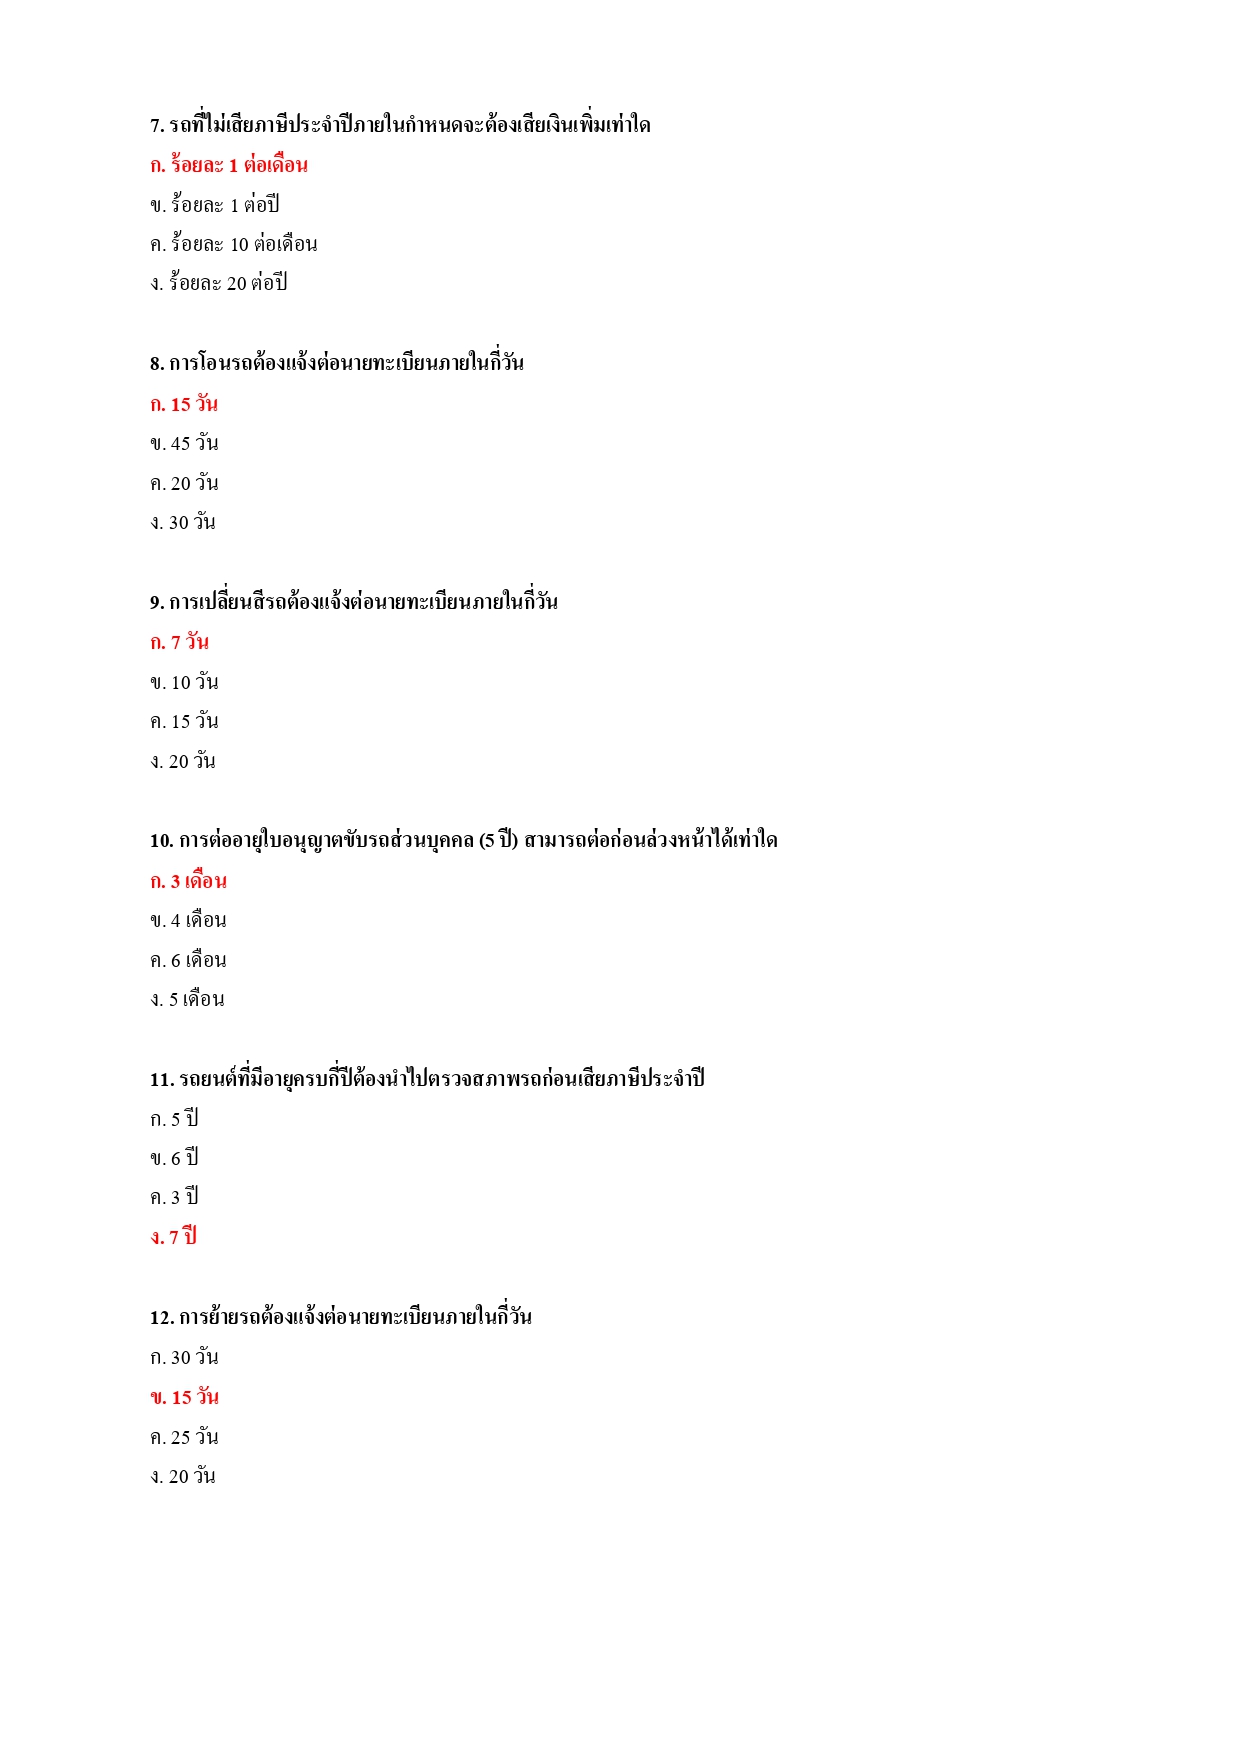 7. รถที่ไม่เสียภาษีประจำปีภายในกำหนดจะต้องเสียเงินเพิ่มเท่าใด
ก. ร้อยละ 1 ต่อเดือน
ข. ร้อยละ 1 ต่อปี
ค. ร้อยละ 10 ต่อเดือน
ง. ร้อยละ 20 ต่อปี
8. การโอนรถต้องแจ้งต่อนายทะเบียนภายในกี่วัน
ก. 15 วัน
ข. 45 วัน
ค. 20 วัน
ง. 30 วัน
9. การเปลี่ยนสีรถต้องแจ้งต่อนายทะเบียนภายในกี่วัน
ก. 7 วัน
ข. 10 วัน
ค. 15 วัน
ง. 20 วัน
10. การต่ออายุใบอนุญาตขับรถส่วนบุคคล (5 ปี) สามารถต่อก่อนล่วงหน้าได้เท่าใด
ก. 3 เดือน
ข. 4 เดือน
ค. 6 เดือน
ง. 5 เดือน
11. รถยนต์ที่มีอายุครบกี่ปีต้องนำไปตรวจสภาพรถก่อนเสียภาษีประจำปี
ก. 5 ปี
ข. 6 ปี
ค. 3 ปี
ง. 7 ปี
12. การย้ายรถต้องแจ้งต่อนายทะเบียนภายในกี่วัน
ก. 30 วัน
ข. 15 วัน
ค. 25 วัน
ง. 20 วัน